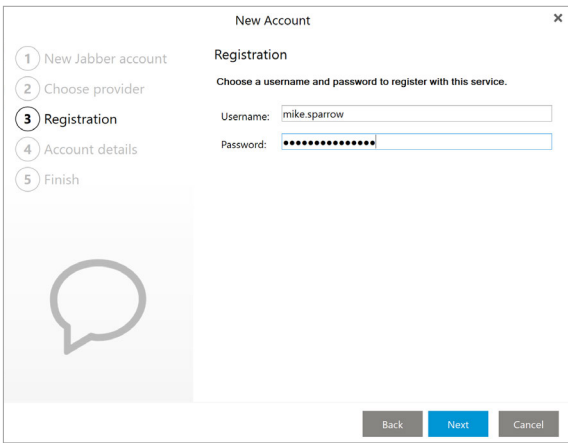 New Account
1 New Jabber account
2 Choose provider
3 Registration
4 Account details
5 Finish
Registration
Choose a username and password to register with this service.
Username: mike.sparrow
Password: ●●●●●●●●●●●●●●●
Back Next Cancel